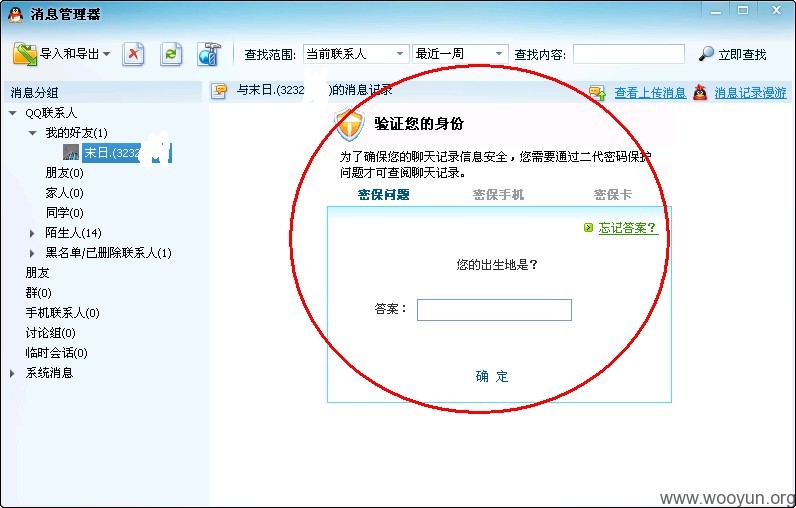 消息管理器
导入和导出
查找范围:
当前联系人
最近一周
查找内容:
立即查找
消息分组
与末日.(3232 )的消息记录
查看上传消息
消息记录漫游
QQ联系人
我的好友(1)
末日.(3232
朋友(0)
家人(0)
同学(0)
陌生人(14)
黑名单/已删除联系人(1)
朋友
群(0)
手机联系人(0)
讨论组(0)
临时会话(0)
系统消息
验证您的身份
为了确保您的聊天记录信息安全，您需要通过二代密码保护
问题才可查阅聊天记录。
密保问题
密保手机
密保卡
忘记答案？
您的出生地是？
答案：
确 定
www.wooyun.org